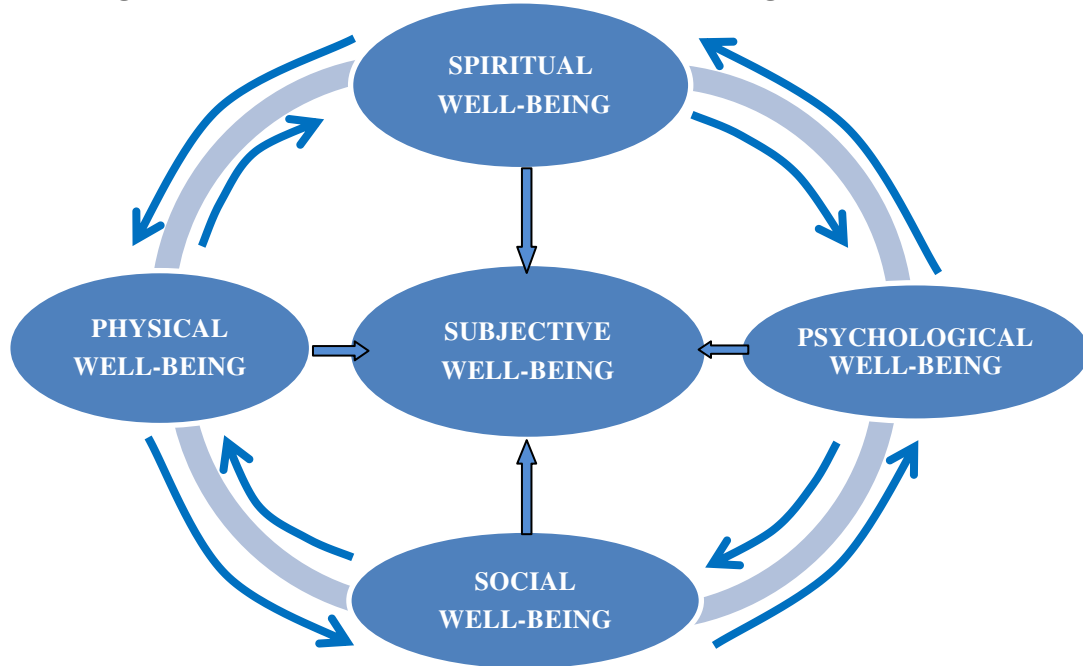 SPIRITUAL
WELL-BEING
PHYSICAL
WELL-BEING
SUBJECTIVE
WELL-BEING
PSYCHOLOGICAL
WELL-BEING
SOCIAL
WELL-BEING